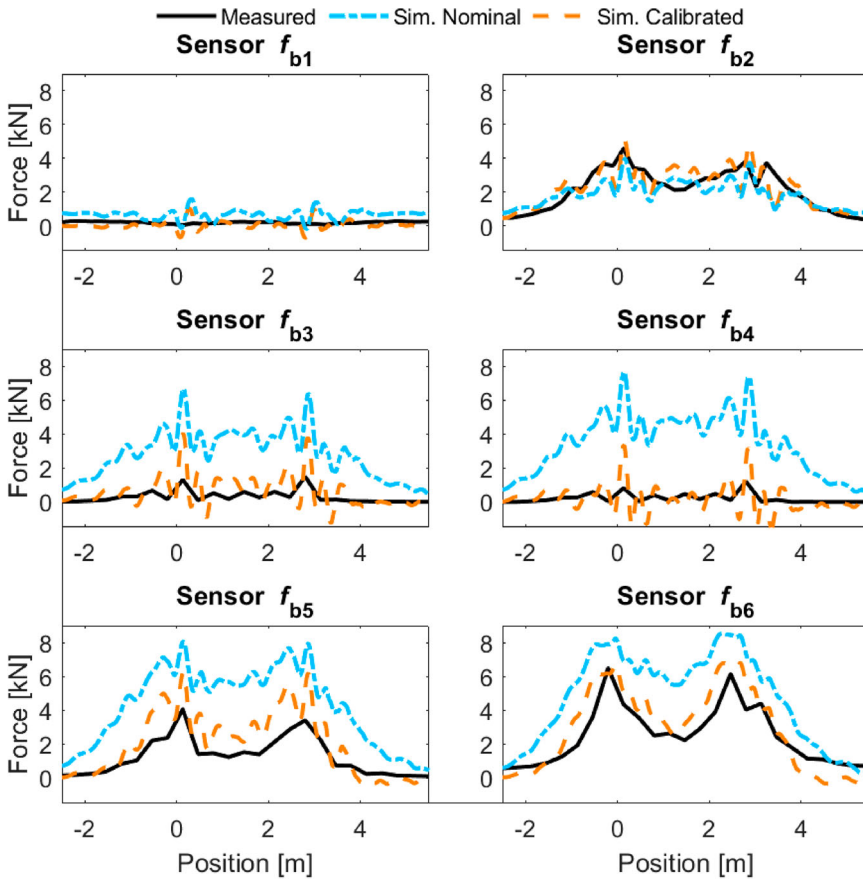 Measured Sim. Nominal Sim. Calibrated
Sensor f_b1
Sensor f_b2
Force [kN]
8
6
4
2
0
-2 0 2 4
8
6
4
2
0
-2 0 2 4
Sensor f_b3
Sensor f_b4
Force [kN]
8
6
4
2
0
-2 0 2 4
8
6
4
2
0
-2 0 2 4
Sensor f_b5
Sensor f_b6
Force [kN]
8
6
4
2
0
-2 0 2 4
Position [m]
8
6
4
2
0
-2 0 2 4
Position [m]